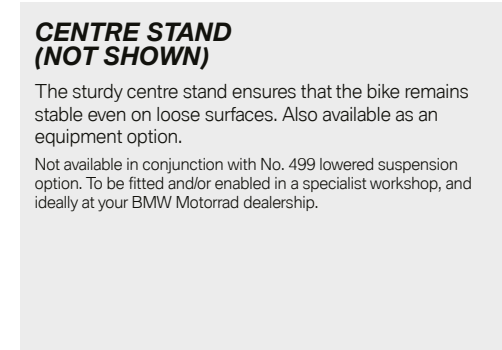 CENTRE STAND
(NOT SHOWN)
The sturdy centre stand ensures that the bike remains
stable even on loose surfaces. Also available as an
equipment option.
Not available in conjunction with No. 499 lowered suspension
option. To be fitted and/or enabled in a specialist workshop, and
ideally at your BMW Motorrad dealership.